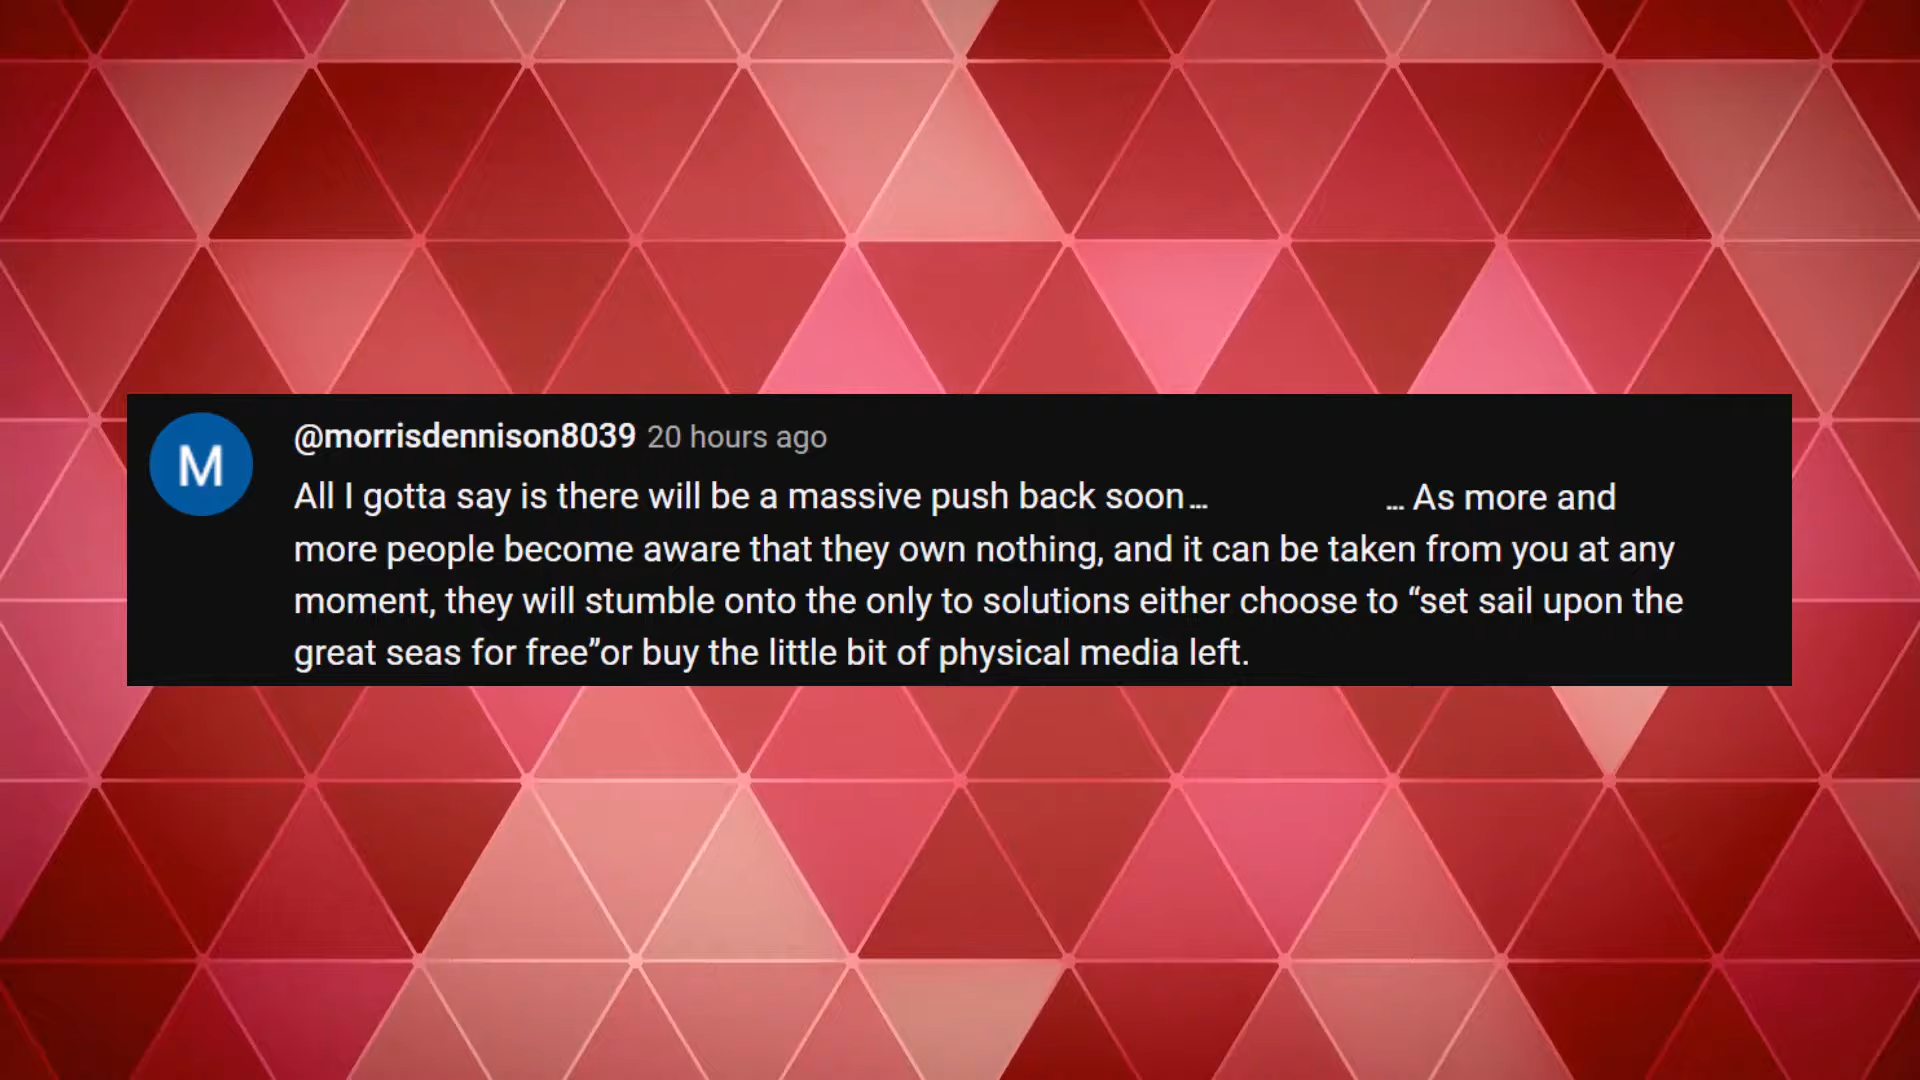 M
@morrisdennison8039 20 hours ago
All I gotta say is there will be a massive push back soon… … As more and
more people become aware that they own nothing, and it can be taken from you at any
moment, they will stumble onto the only to solutions either choose to “set sail upon the
great seas for free”or buy the little bit of physical media left.